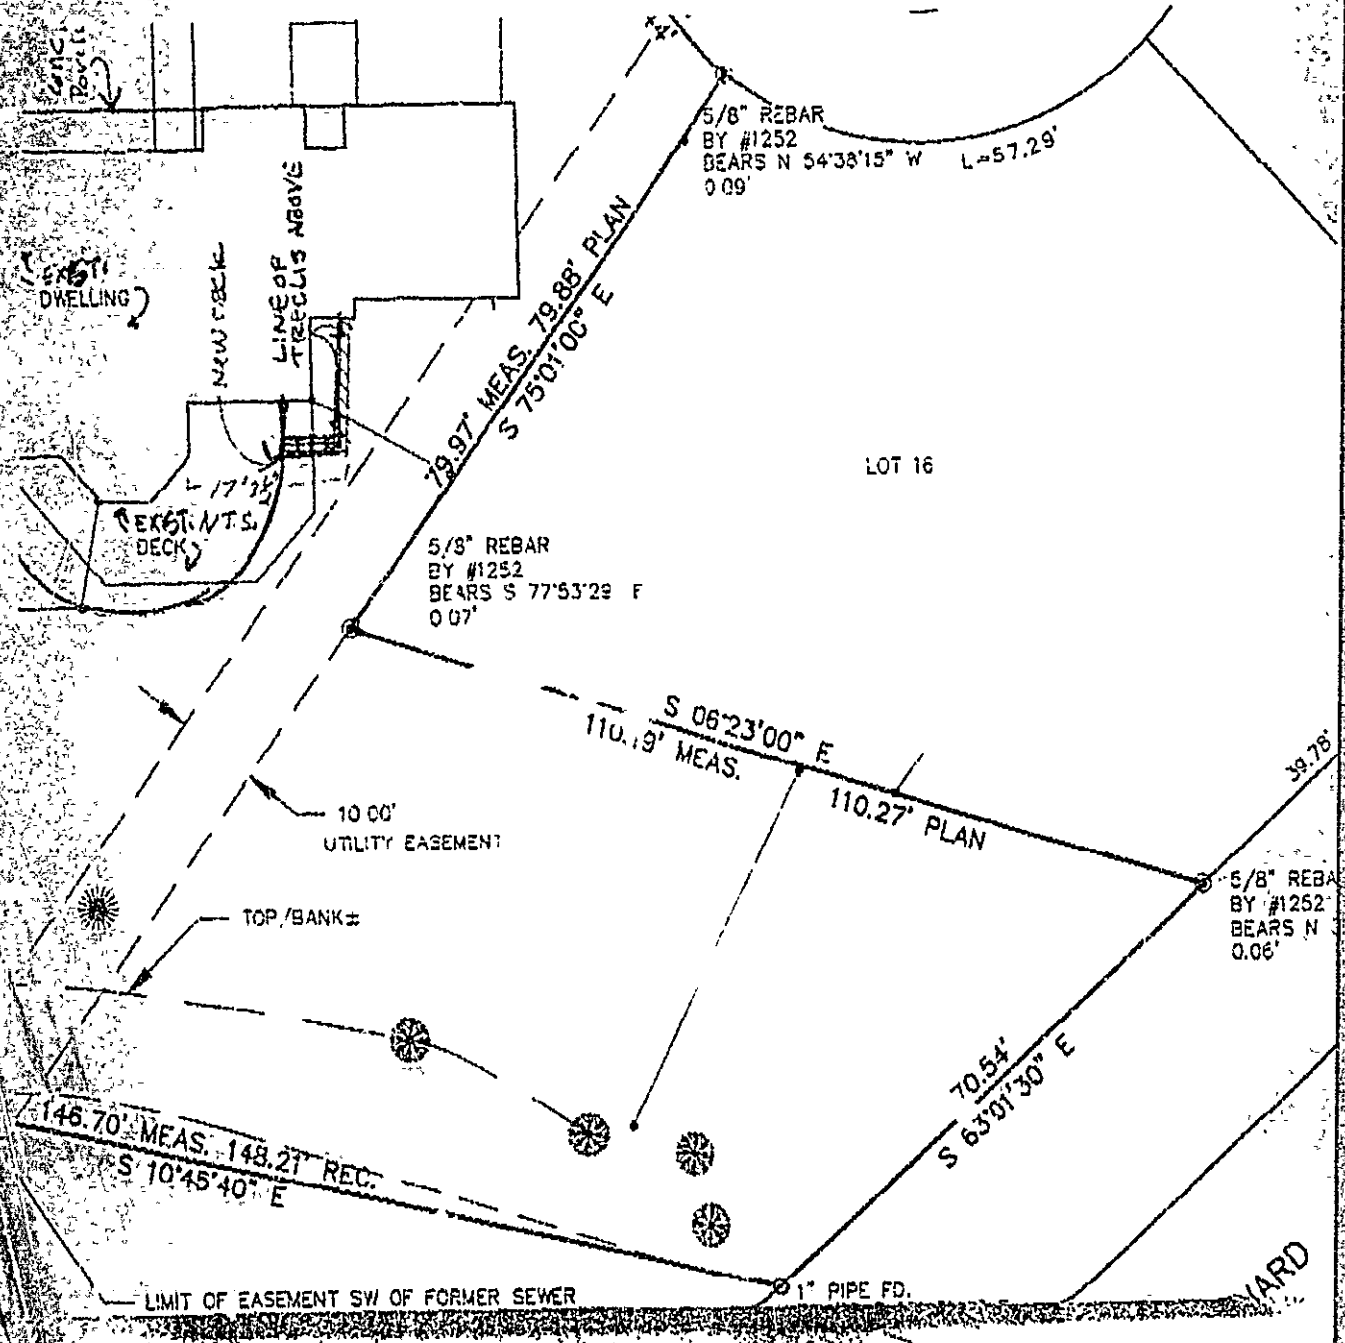 5/8" REBAR
BY #1252
BEARS N 54°38'15" W
0.09'
L=57.29'
79.97' MEAS. 79.88' PLAN
S 75°01'00" E
DWELLING
NEW DECK
LINE OF
TRELLIS ABOVE
LOT 16
17'
EXIST. N.T.S.
DECK
5/8" REBAR
BY #1252
BEARS S 77°53'29 E
0.07'
S 06°23'00" E
110.19' MEAS.
110.27' PLAN
39.78'
10.00'
UTILITY EASEMENT
5/8" REBA
BY #1252
BEARS N
0.06'
TOP/BANK±
70.54'
S 63°01'30" E
146.70' MEAS. 148.21' REC.
S 10°45'40" E
LIMIT OF EASEMENT SW OF FORMER SEWER
1" PIPE FD.
ARD